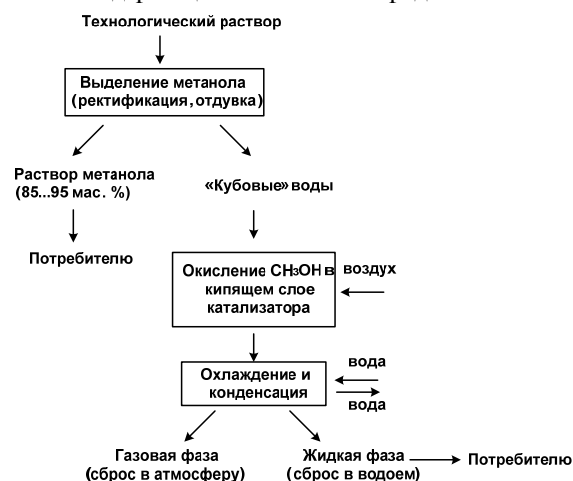 Технологический раствор
Выделение метанола
(ректификация, отдувка)
Раствор метанола
(85...95 мас. %)
«Кубовые» воды
Потребителю
Окисление CH3OH в
кипящем слое
катализатора
воздух
Охлаждение и
конденсация
вода
вода
Газовая фаза
(сброс в атмосферу)
Жидкая фаза
(сброс в водоем)
Потребителю